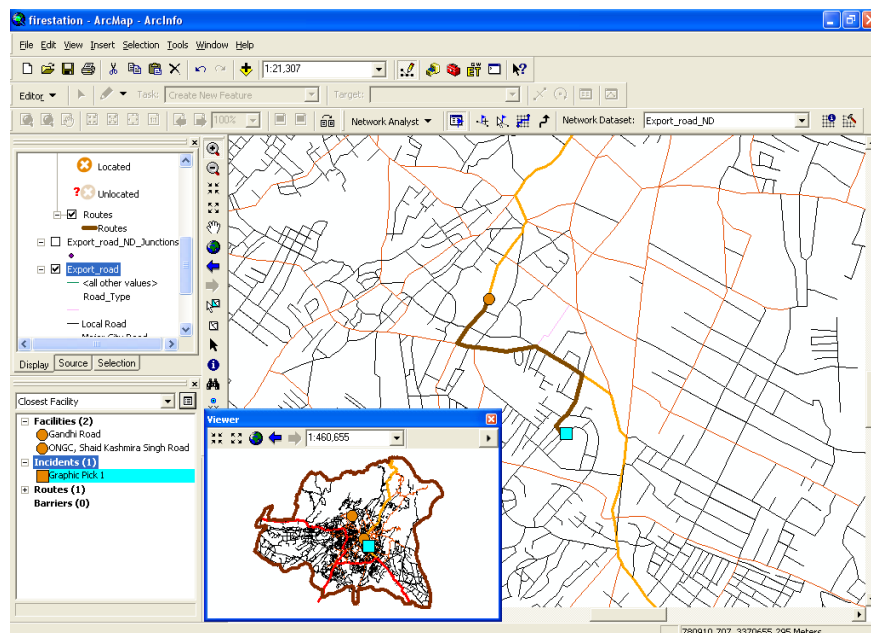 firestation - ArcMap - ArcInfo
File Edit View Insert Selection Tools Window Help
1:21,307
Editor Task: Create New Feature Target:
100% Network Analyst Network Dataset: Export_road_ND
Located
? Unlocated
Routes
Routes
Export_road_ND_Junctions
Export_road
<all other values>
Road_Type
Local Road
Major City Road
Display Source Selection
Closest Facility
Facilities (2)
Gandhi Road
ONGC, Shaid Kashmira Singh Road
Incidents (1)
Graphic Pick 1
Routes (1)
Barriers (0)
Viewer
1:460,655
780910.707 3370655.295 Meters